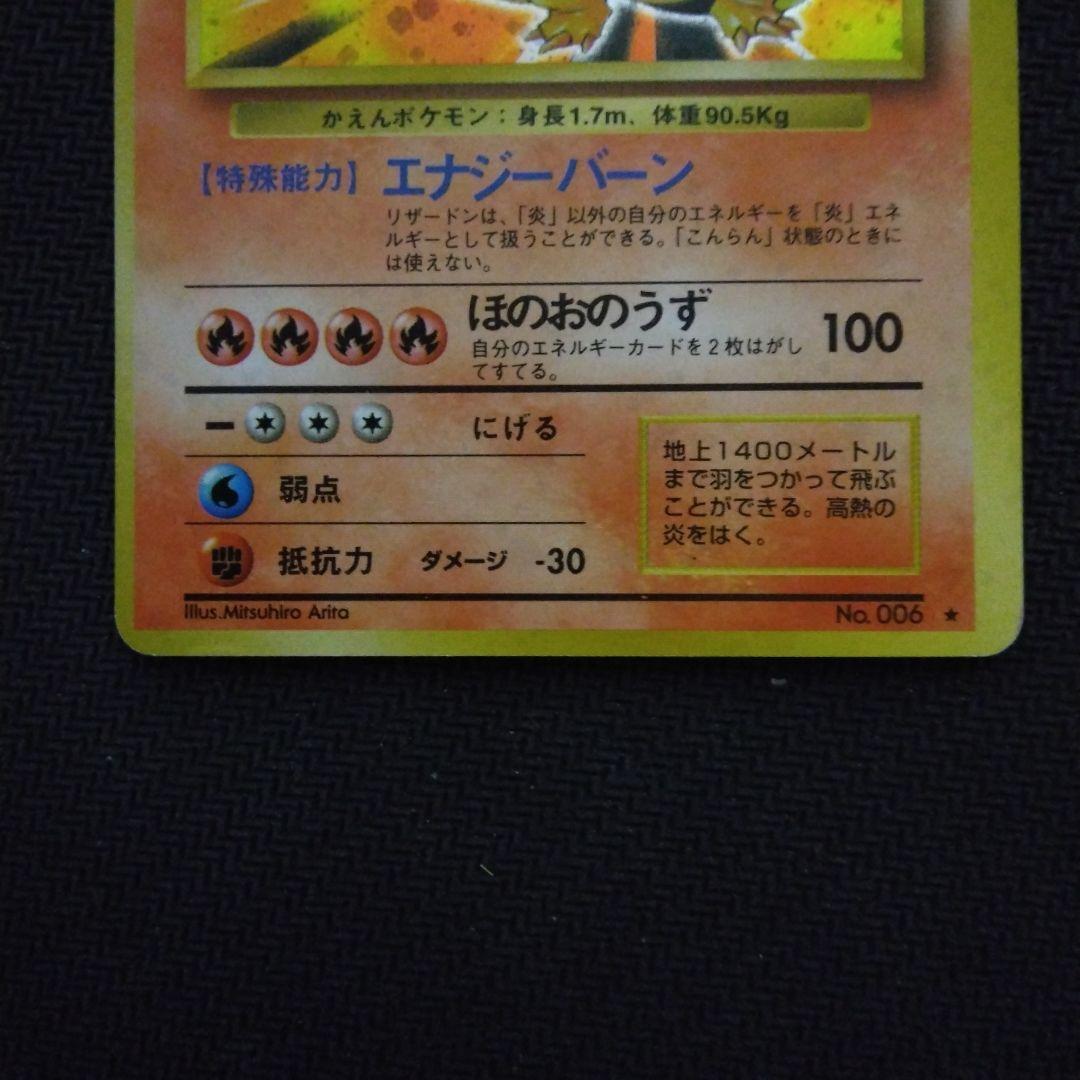 かえんポケモン：身長1.7m、体重90.5Kg
【特殊能力】 エナジーバーン
リザードンは、「炎」以外の自分のエネルギーを「炎」エネ
ルギーとして扱うことができる。「こんらん」状態のときに
は使えない。
ほのおのうず 100
自分のエネルギーカードを2枚はがし
てすてる。
ー にげる
弱点
抵抗力 ダメージ -30
地上1400メートル
まで羽をつかって飛ぶ
ことができる。高熱の
炎をはく。
Illus.Mitsuhiro Arita
No. 006 ★